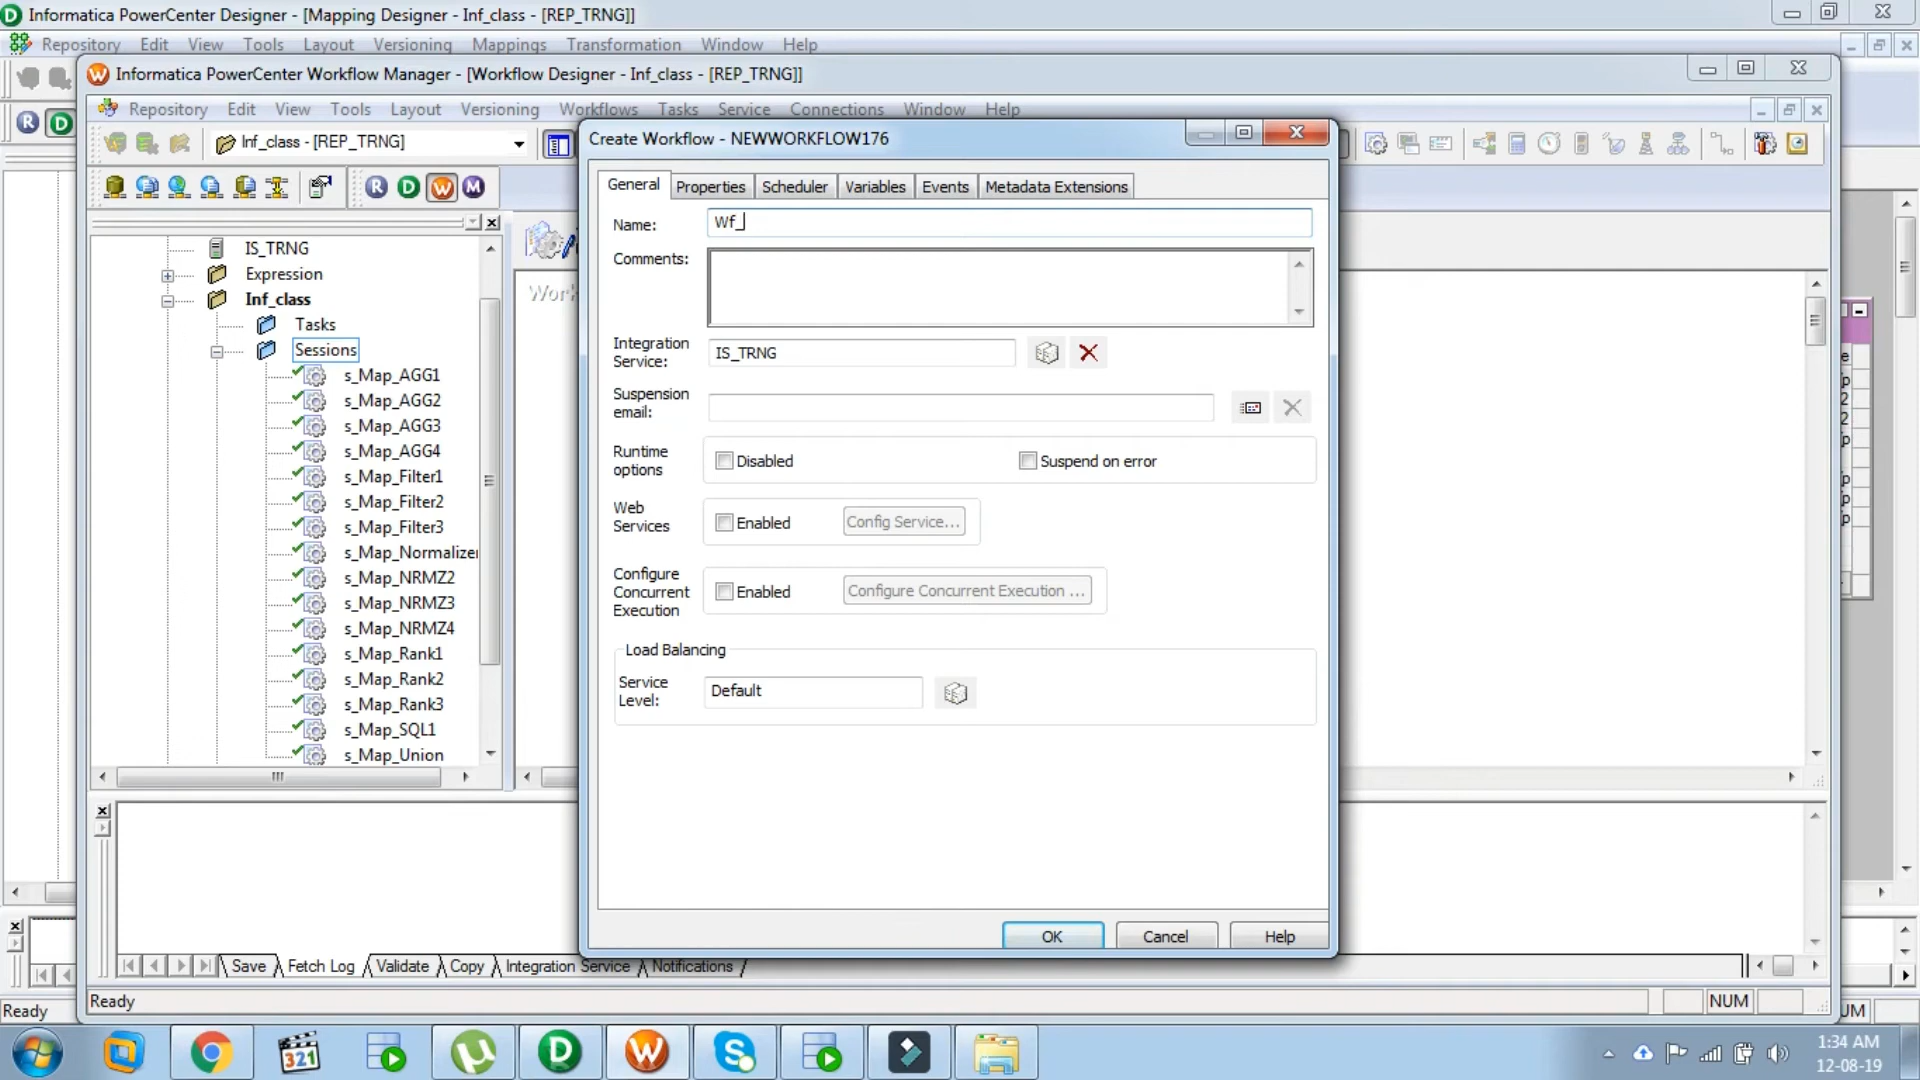 Informatica PowerCenter Designer - [Mapping Designer - Inf_class - [REP_TRNG]]
Repository Edit View Tools Layout Versioning Mappings Transformation Window Help
Informatica PowerCenter Workflow Manager - [Workflow Designer - Inf_class - [REP_TRNG]]
Repository Edit View Tools Layout Versioning Workflows Tasks Service Connections Window Help
Inf_class - [REP_TRNG]
Create Workflow - NEWWORKFLOW176
General Properties Scheduler Variables Events Metadata Extensions
Name: Wf_
Comments:
Integration Service: IS_TRNG
Suspension email:
Runtime options Disabled Suspend on error
Web Services Enabled Config Service...
Configure Concurrent Execution Enabled Configure Concurrent Execution ...
Load Balancing
Service Level: Default
OK Cancel Help
IS_TRNG
Expression
Inf_class
Tasks
Sessions
s_Map_AGG1
s_Map_AGG2
s_Map_AGG3
s_Map_AGG4
s_Map_Filter1
s_Map_Filter2
s_Map_Filter3
s_Map_Normalizer
s_Map_NRMZ2
s_Map_NRMZ3
s_Map_NRMZ4
s_Map_Rank1
s_Map_Rank2
s_Map_Rank3
s_Map_SQL1
s_Map_Union
Save Fetch Log Validate Copy Integration Service Notifications
Ready NUM
Ready
321
1:34 AM
12-08-19